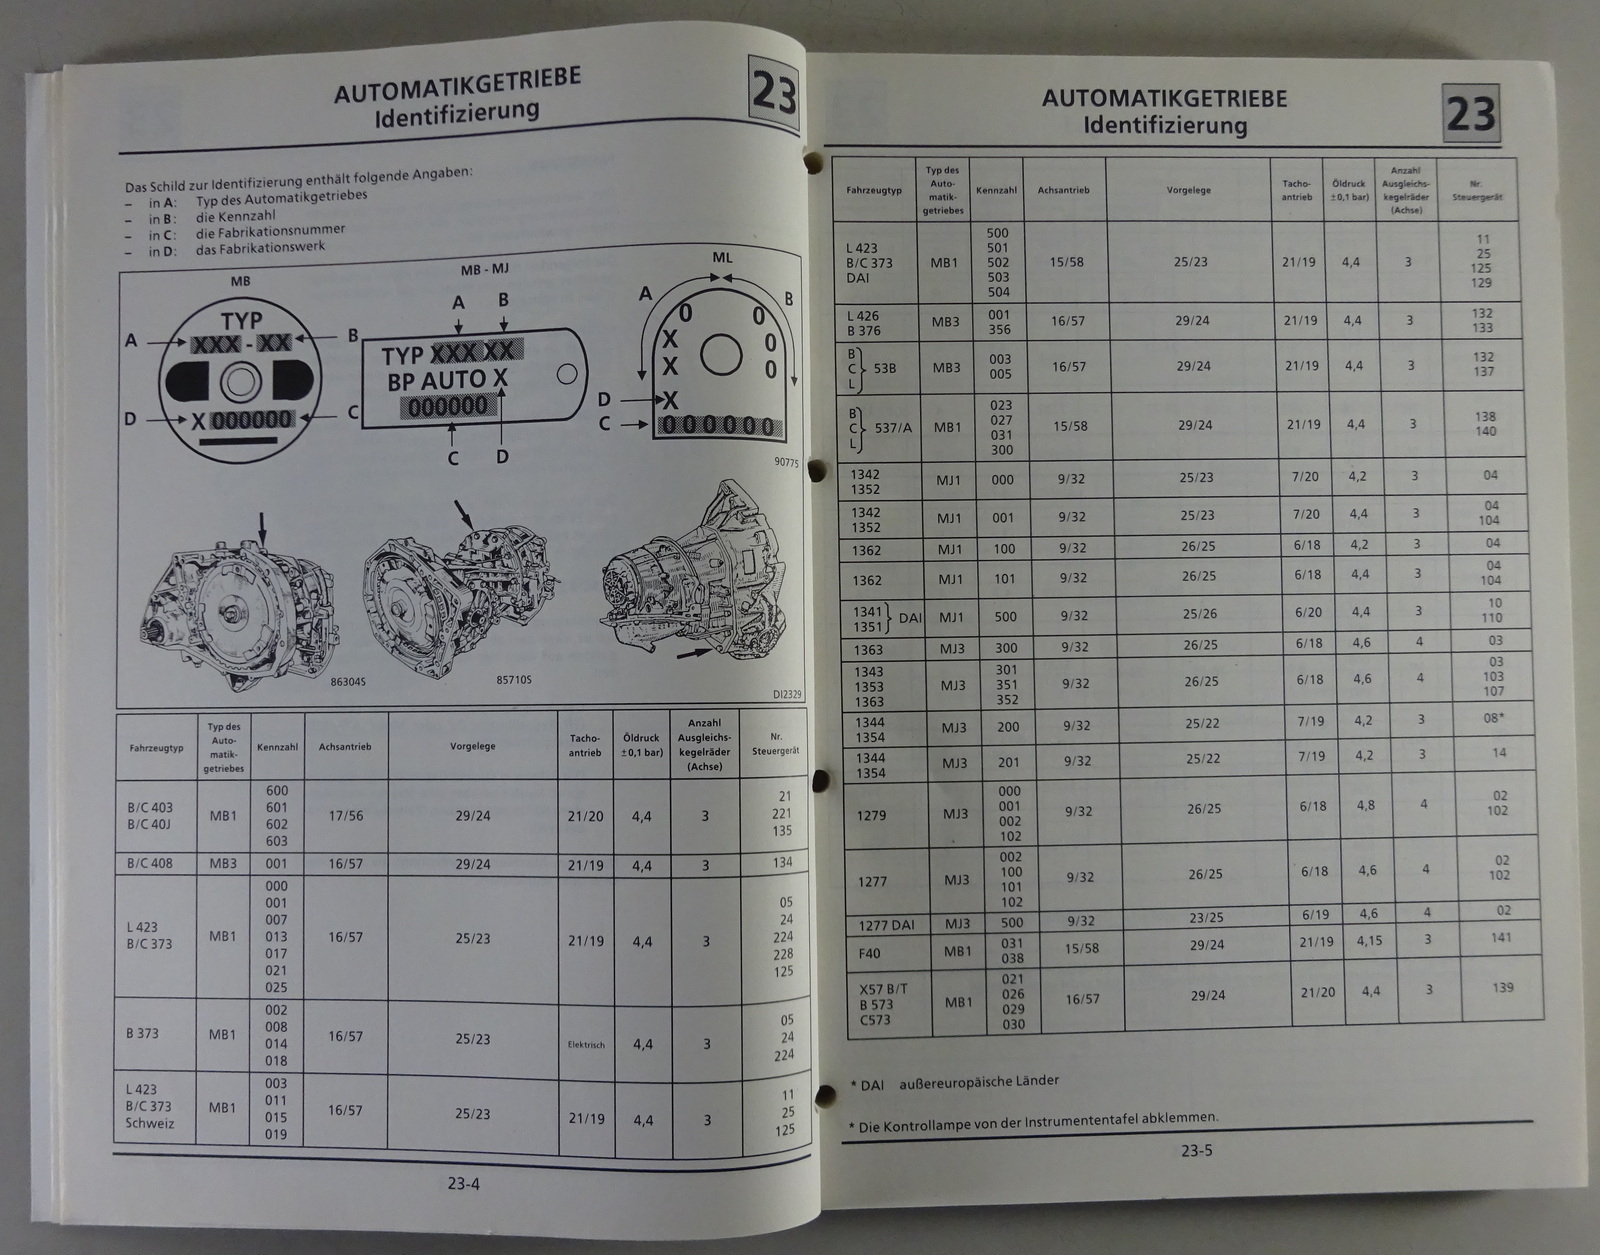 AUTOMATIKGETRIEBE
Identifizierung
23
Das Schild zur Identifizierung enthält folgende Angaben:
– in A: Typ des Automatikgetriebes
– in B: die Kennzahl
– in C: die Fabrikationsnummer
– in D: das Fabrikationswerk
MB
TYP
XXX - XX
X 000000
A
B
D
C
MB - MJ
A B
TYP XXX XX
BP AUTO X
000000
C D
ML
A
B
0 0
X 0
X 0
X
000000
D
C
90775
86304S
85710S
DI2329
Fahrzeugtyp | Typ des Auto- matik- getriebes | Kennzahl | Achsantrieb | Vorgelege | Tacho- antrieb | Öldruck ±0,1 bar) | Anzahl Ausgleichs- kegelräder (Achse) | Nr. Steuergerät
B/C 403 B/C 40J | MB1 | 600 601 602 603 | 17/56 | 29/24 | 21/20 | 4,4 | 3 | 21 221 135
B/C 408 | MB3 | 001 | 16/57 | 29/24 | 21/19 | 4,4 | 3 | 134
L 423 B/C 373 | MB1 | 000 001 007 013 017 021 025 | 16/57 | 25/23 | 21/19 | 4,4 | 3 | 05 24 224 228 125
B 373 | MB1 | 002 008 014 018 | 16/57 | 25/23 | Elektrisch | 4,4 | 3 | 05 24 224
L 423 B/C 373 Schweiz | MB1 | 003 011 015 019 | 16/57 | 25/23 | 21/19 | 4,4 | 3 | 11 25 125
23-4
AUTOMATIKGETRIEBE
Identifizierung
23
Fahrzeugtyp | Typ des Auto- matik- getriebes | Kennzahl | Achsantrieb | Vorgelege | Tacho- antrieb | Öldruck ±0,1 bar) | Anzahl Ausgleichs- kegelräder (Achse) | Nr. Steuergerät
L 423 B/C 373 DAI | MB1 | 500 501 502 503 504 | 15/58 | 25/23 | 21/19 | 4,4 | 3 | 11 25 125 129
L 426 B 376 | MB3 | 001 356 | 16/57 | 29/24 | 21/19 | 4,4 | 3 | 132 133
B C L } 53B | MB3 | 003 005 | 16/57 | 29/24 | 21/19 | 4,4 | 3 | 132 137
B C L } 537/A | MB1 | 023 027 031 300 | 15/58 | 29/24 | 21/19 | 4,4 | 3 | 138 140
1342 1352 | MJ1 | 000 | 9/32 | 25/23 | 7/20 | 4,2 | 3 | 04
1342 1352 | MJ1 | 001 | 9/32 | 25/23 | 7/20 | 4,4 | 3 | 04 104
1362 | MJ1 | 100 | 9/32 | 26/25 | 6/18 | 4,2 | 3 | 04
1362 | MJ1 | 101 | 9/32 | 26/25 | 6/18 | 4,4 | 3 | 04 104
1341 1351 } DAI | MJ1 | 500 | 9/32 | 25/26 | 6/20 | 4,4 | 3 | 10 110
1363 | MJ3 | 300 | 9/32 | 26/25 | 6/18 | 4,6 | 4 | 03
1343 1353 1363 | MJ3 | 301 351 352 | 9/32 | 26/25 | 6/18 | 4,6 | 4 | 03 103 107
1344 1354 | MJ3 | 200 | 9/32 | 25/22 | 7/19 | 4,2 | 3 | 08*
1344 1354 | MJ3 | 201 | 9/32 | 25/22 | 7/19 | 4,2 | 3 | 14
1279 | MJ3 | 000 001 002 102 | 9/32 | 26/25 | 6/18 | 4,8 | 4 | 02 102
1277 | MJ3 | 002 100 101 102 | 9/32 | 26/25 | 6/18 | 4,6 | 4 | 02 102
1277 DAI | MJ3 | 500 | 9/32 | 23/25 | 6/19 | 4,6 | 4 | 02
F40 | MB1 | 031 038 | 15/58 | 29/24 | 21/19 | 4,15 | 3 | 141
X57 B/T B 573 C573 | MB1 | 021 026 029 030 | 16/57 | 29/24 | 21/20 | 4,4 | 3 | 139
* DAI außereuropäische Länder
* Die Kontrollampe von der Instrumententafel abklemmen.
23-5